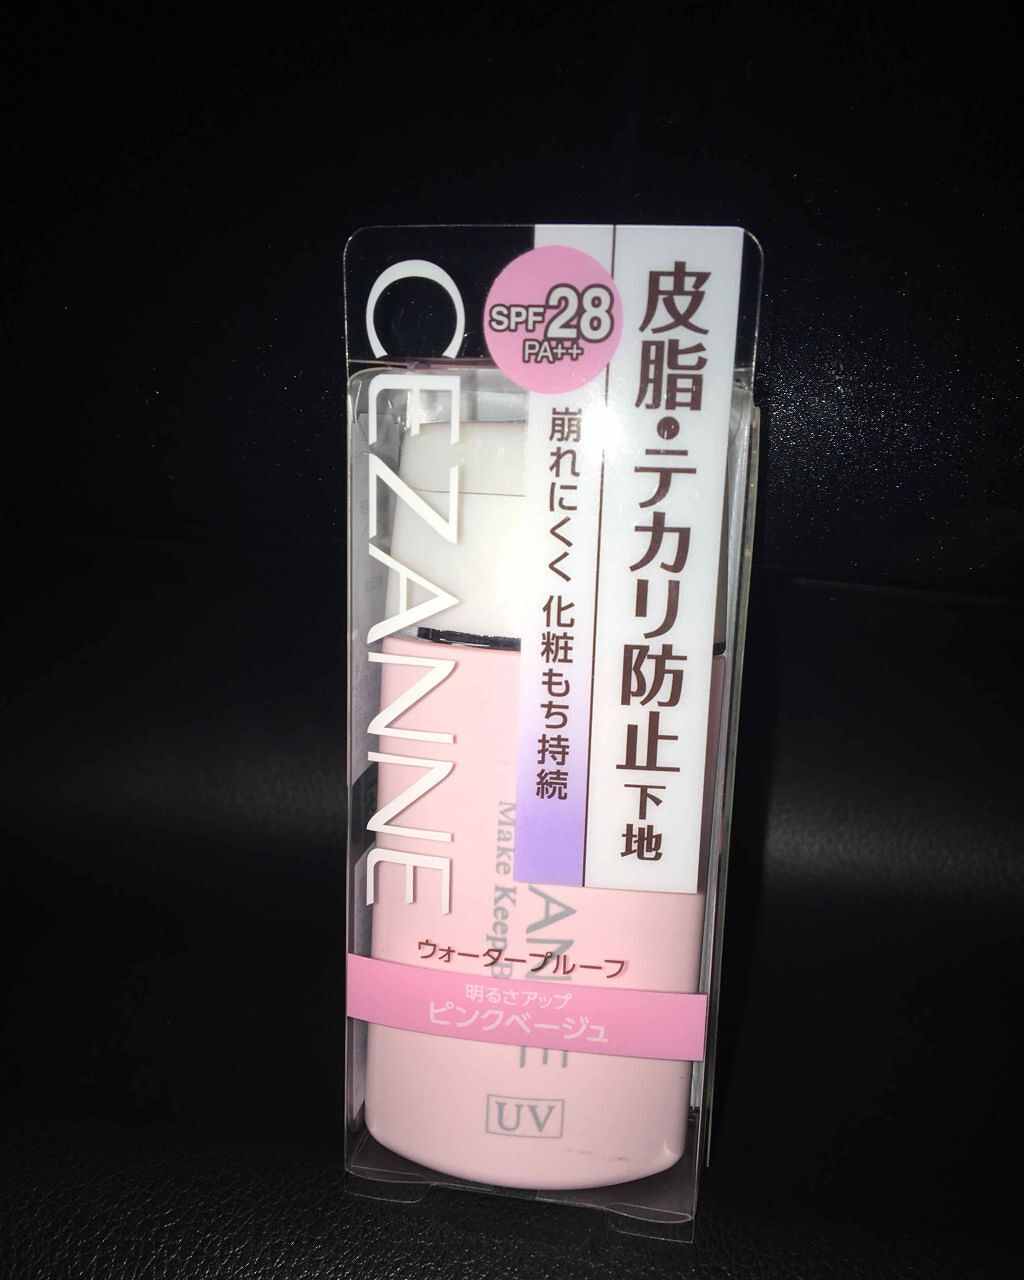 CEZANNE
SPF28
PA++
皮脂・テカリ防止下地
崩れにくく 化粧もち持続
Make Keep
ウォータープルーフ
明るさアップ
ピンクベージュ
UV